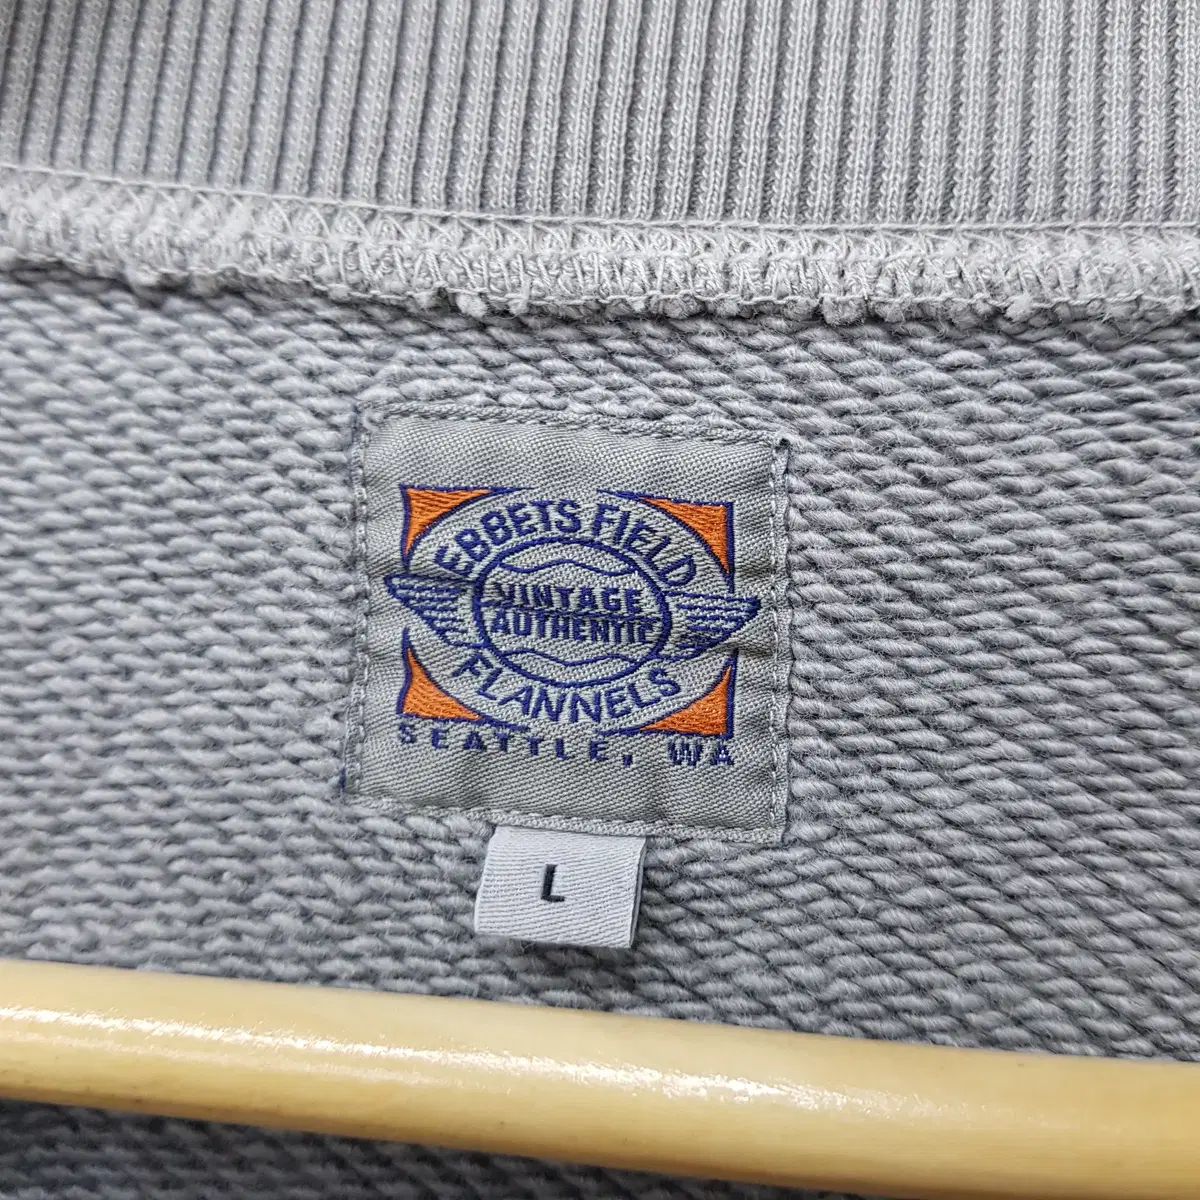 EBBETS FIELD
VINTAGE
AUTHENTIC
FLANNELS
SEATTLE, WA
L